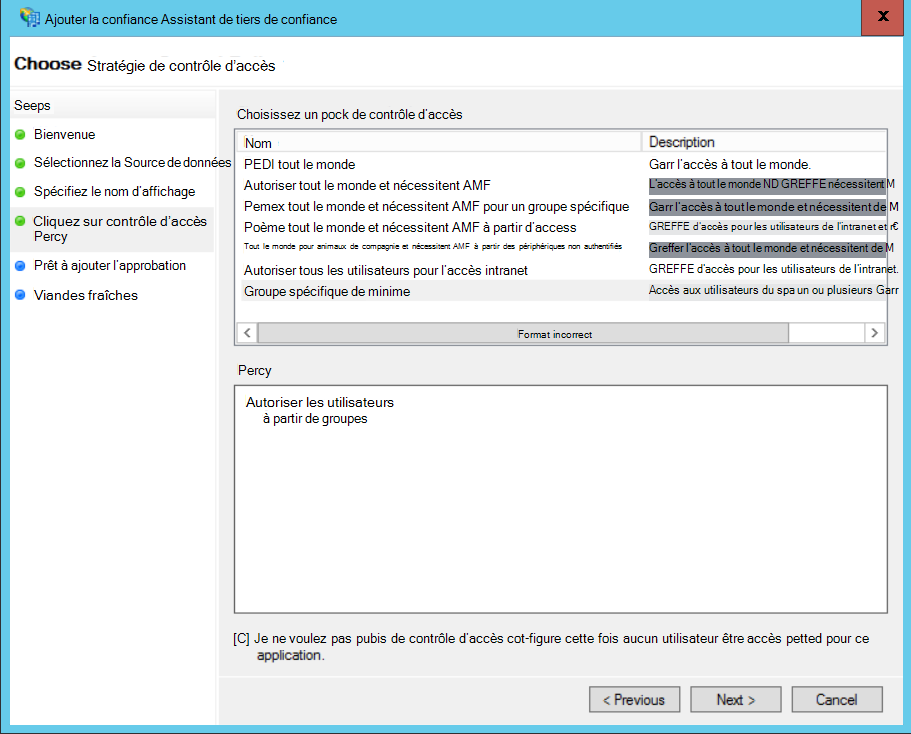 Ajouter la confiance Assistant de tiers de confiance
x
Choose Stratégie de contrôle d'accès
Seeps
Bienvenue
Sélectionnez la Source de données
Spécifiez le nom d'affichage
Cliquez sur contrôle d'accès
Percy
Prêt à ajouter l'approbation
Viandes fraîches
Choisissez un pock de contrôle d'accès
Nom Description
PEDI tout le monde Garr l'accès à tout le monde.
Autoriser tout le monde et nécessitent AMF L'accès à tout le monde ND GREFFE nécessitent M
Pemex tout le monde et nécessitent AMF pour un groupe spécifique Garr l'accès à tout le monde et nécessitent de M
Poème tout le monde et nécessitent AMF à partir d'access GREFFE d'accès pour les utilisateurs de l'intranet et r€
Tout le monde pour animaux de compagnie et nécessitent AMF à partir des périphériques non authentifiés Greffer l'accès à tout le monde et nécessitent de M
Autoriser tous les utilisateurs pour l'accès intranet GREFFE d'accès pour les utilisateurs de l'intranet.
Groupe spécifique de minime Accès aux utilisateurs du spa un ou plusieurs Garr
< Format incorrect >
Percy
Autoriser les utilisateurs
à partir de groupes
[C] Je ne voulez pas pubis de contrôle d'accès cot-figure cette fois aucun utilisateur être accès petted pour ce
application.
< Previous Next > Cancel